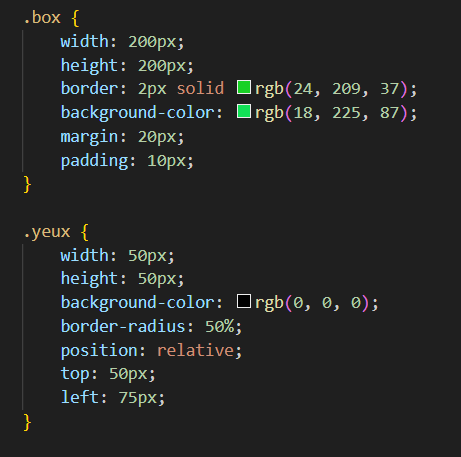 .box {
    width: 200px;
    height: 200px;
    border: 2px solid rgb(24, 209, 37);
    background-color: rgb(18, 225, 87);
    margin: 20px;
    padding: 10px;
}

.yeux {
    width: 50px;
    height: 50px;
    background-color: rgb(0, 0, 0);
    border-radius: 50%;
    position: relative;
    top: 50px;
    left: 75px;
}